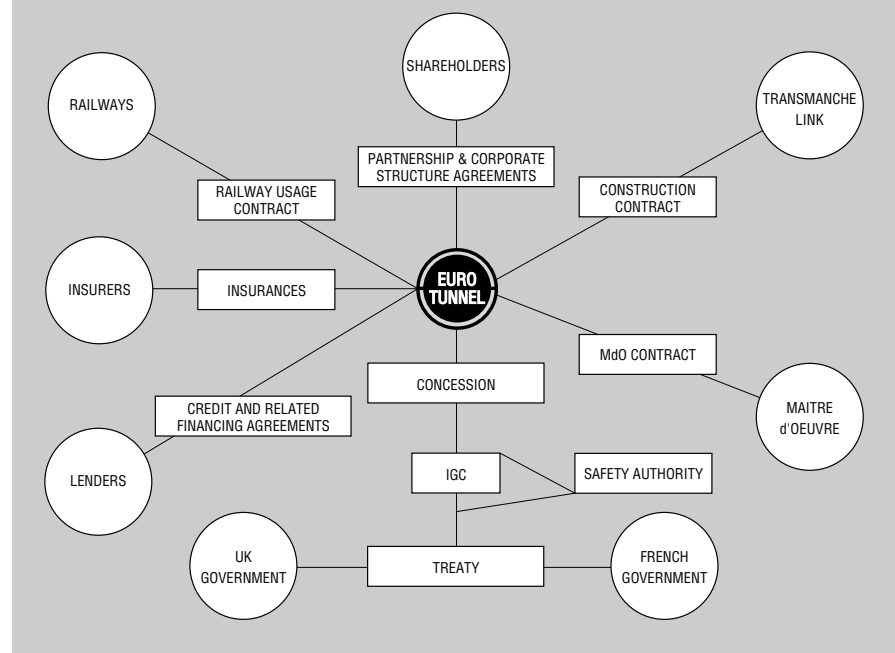 SHAREHOLDERS
RAILWAYS
TRANSMANCHE
LINK
PARTNERSHIP & CORPORATE
STRUCTURE AGREEMENTS
RAILWAY USAGE
CONTRACT
CONSTRUCTION
CONTRACT
INSURERS
INSURANCES
EURO
TUNNEL
MdO CONTRACT
CONCESSION
MAITRE
d'OEUVRE
CREDIT AND RELATED
FINANCING AGREEMENTS
LENDERS
IGC
SAFETY AUTHORITY
UK
GOVERNMENT
TREATY
FRENCH
GOVERNMENT